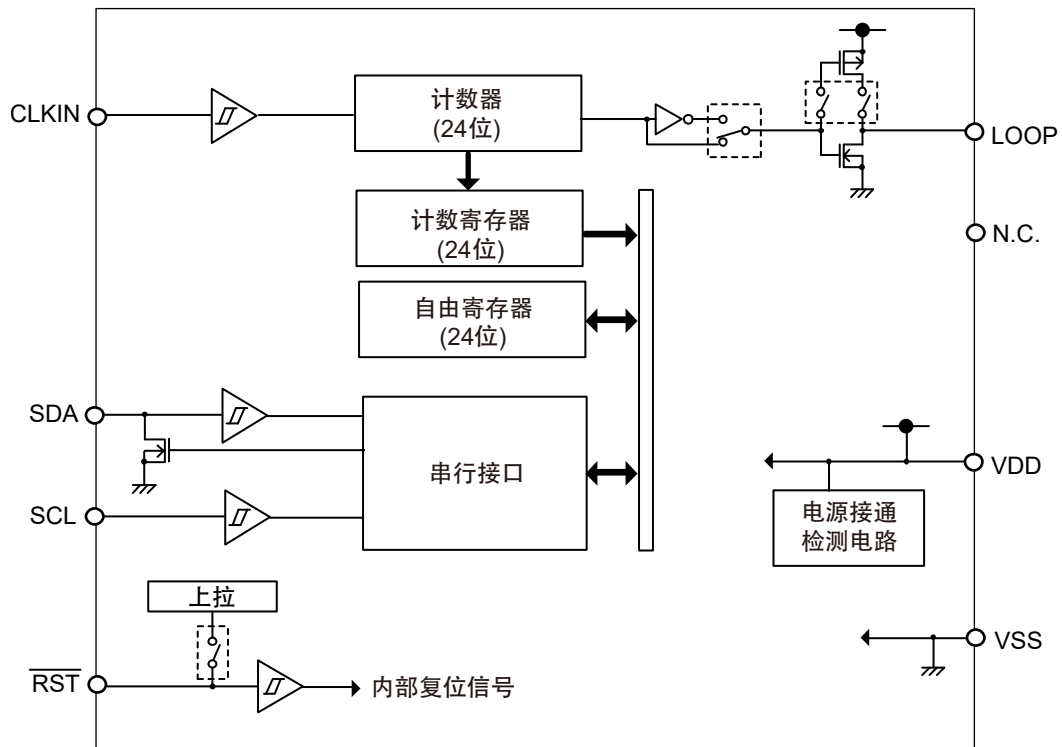 CLKIN
计数器
(24位)
LOOP
计数寄存器
(24位)
N.C.
自由寄存器
(24位)
SDA
串行接口
VDD
SCL
电源接通
检测电路
上拉
VSS
RST
内部复位信号